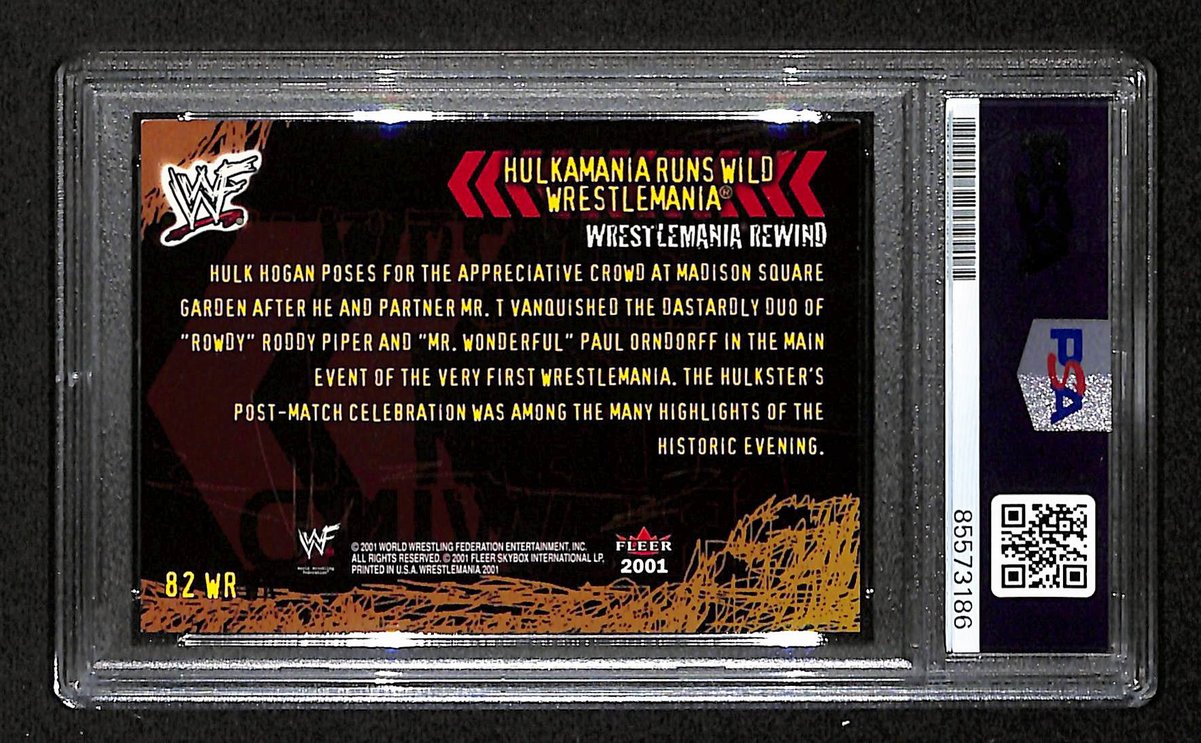 WF
HULKAMANIA RUNS WILD
WRESTLEMANIA®
WRESTLEMANIA REWIND
HULK HOGAN POSES FOR THE APPRECIATIVE CROWD AT MADISON SQUARE
GARDEN AFTER HE AND PARTNER MR. T VANQUISHED THE DASTARDLY DUO OF
"ROWDY" RODDY PIPER AND "MR. WONDERFUL" PAUL ORNDORFF IN THE MAIN
EVENT OF THE VERY FIRST WRESTLEMANIA. THE HULKSTER'S
POST-MATCH CELEBRATION WAS AMONG THE MANY HIGHLIGHTS OF THE
HISTORIC EVENING.
WF
© 2001 WORLD WRESTLING FEDERATION ENTERTAINMENT, INC.
ALL RIGHTS RESERVED. © 2001 FLEER SKYBOX INTERNATIONAL LP,
PRINTED IN U.S.A. WRESTLEMANIA 2001
FLEER
2001
82 WR
PSA
85573186